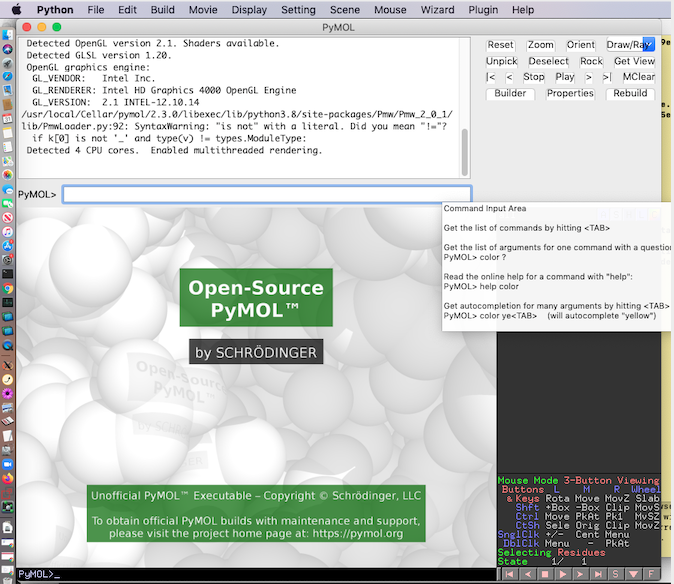 Python File Edit Build Movie Display Setting Scene Mouse Wizard Plugin Help
PyMOL
Detected OpenGL version 2.1. Shaders available.
Detected GLSL version 1.20.
OpenGL graphics engine:
GL_VENDOR: Intel Inc.
GL_RENDERER: Intel HD Graphics 4000 OpenGL Engine
GL_VERSION: 2.1 INTEL-12.10.14
/usr/local/Cellar/pymol/2.3.0/libexec/lib/python3.8/site-packages/Pmw/Pmw_2_0_1/
lib/PmwLoader.py:92: SyntaxWarning: "is not" with a literal. Did you mean "!="?
if k[0] is not '_' and type(v) != types.ModuleType:
Detected 4 CPU cores. Enabled multithreaded rendering.
Reset Zoom Orient Draw/Ray
Unpick Deselect Rock Get View
|< < Stop Play > >| MClear
Builder Properties Rebuild
PyMOL>
Command Input Area
Get the list of commands by hitting <TAB>
Get the list of arguments for one command with a question
PyMOL> color ?
Read the online help for a command with "help":
PyMOL> help color
Get autocompletion for many arguments by hitting <TAB>
PyMOL> color ye<TAB> (will autocomplete "yellow")
Open-Source
PyMOL™
by SCHRÖDINGER
Open-Source
PyMOL™
by SCHRÖDINGER
Unofficial PyMOL™ Executable – Copyright © Schrödinger, LLC
To obtain official PyMOL builds with maintenance and support,
please visit the project home page at: https://pymol.org
Mouse Mode 3-Button Viewing
Buttons L M R Wheel
& Keys Rota Move MovZ Slab
Shft +Box -Box Clip MovS
Ctrl Move PkAt Pk1 MvSZ
CtSh Sele Orig Clip MovZ
SnglClk +/- Cent Menu
DblClk Menu - PkAt
Selecting Residues
State 1/ 1
S F
PyMOL>_